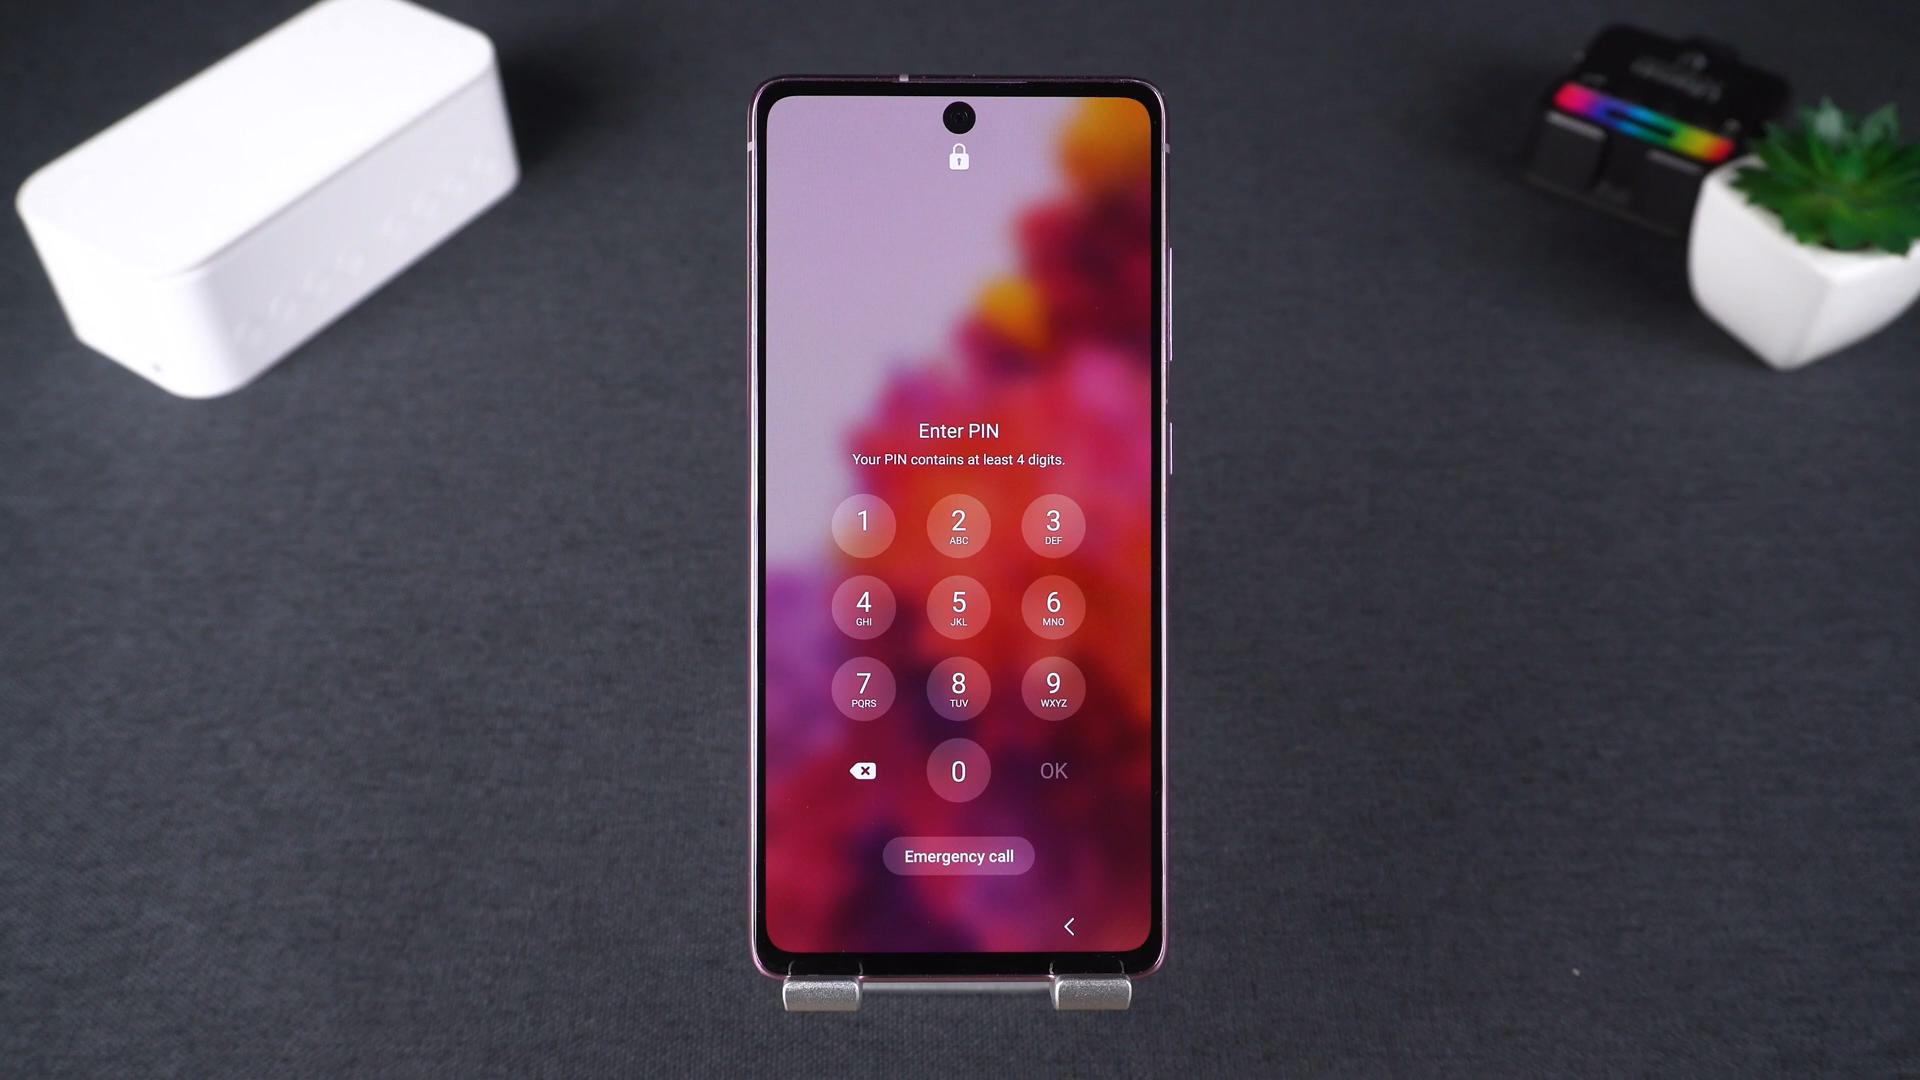 Enter PIN
Your PIN contains at least 4 digits.
1 2 3
ABC DEF
4 5 6
GHI JKL MNO
7 8 9
PQRS TUV WXYZ
0 OK
Emergency call